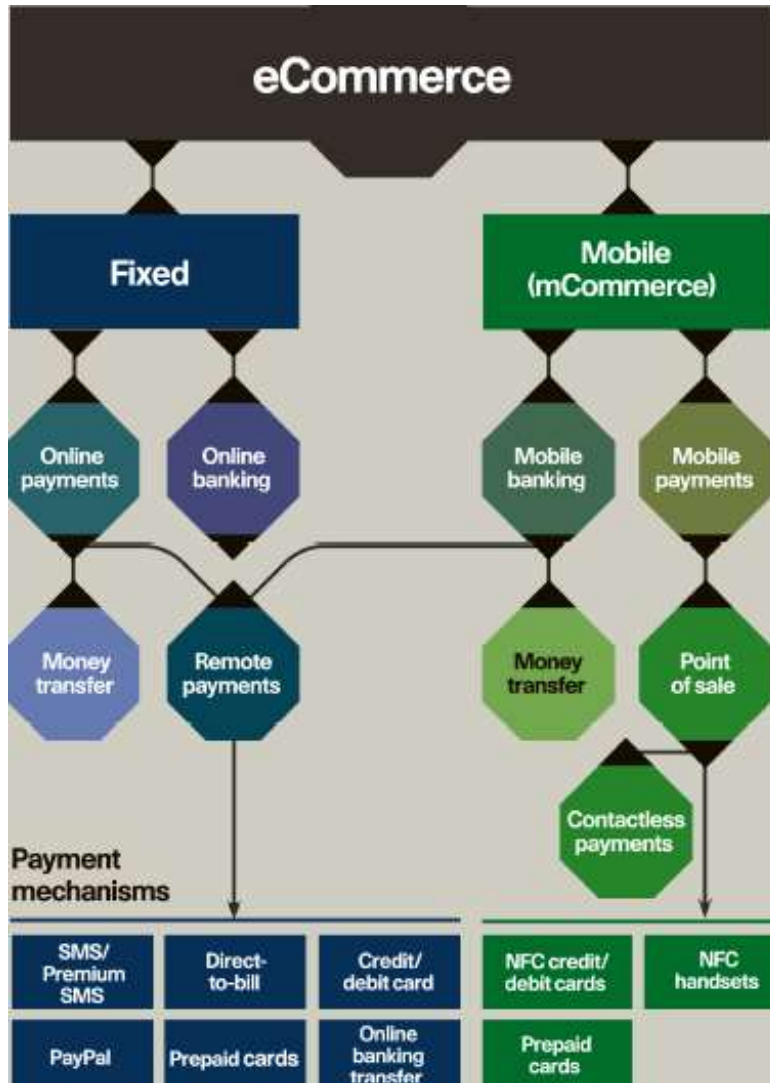 eCommerce
Fixed
Mobile
(mCommerce)
Online
payments
Online
banking
Mobile
banking
Mobile
payments
Money
transfer
Remote
payments
Money
transfer
Point
of sale
Contactless
payments
Payment
mechanisms
SMS/
Premium
SMS
Direct-
to-bill
Credit/
debit card
NFC credit/
debit cards
NFC
handsets
PayPal
Prepaid cards
Online
banking
transfer
Prepaid
cards